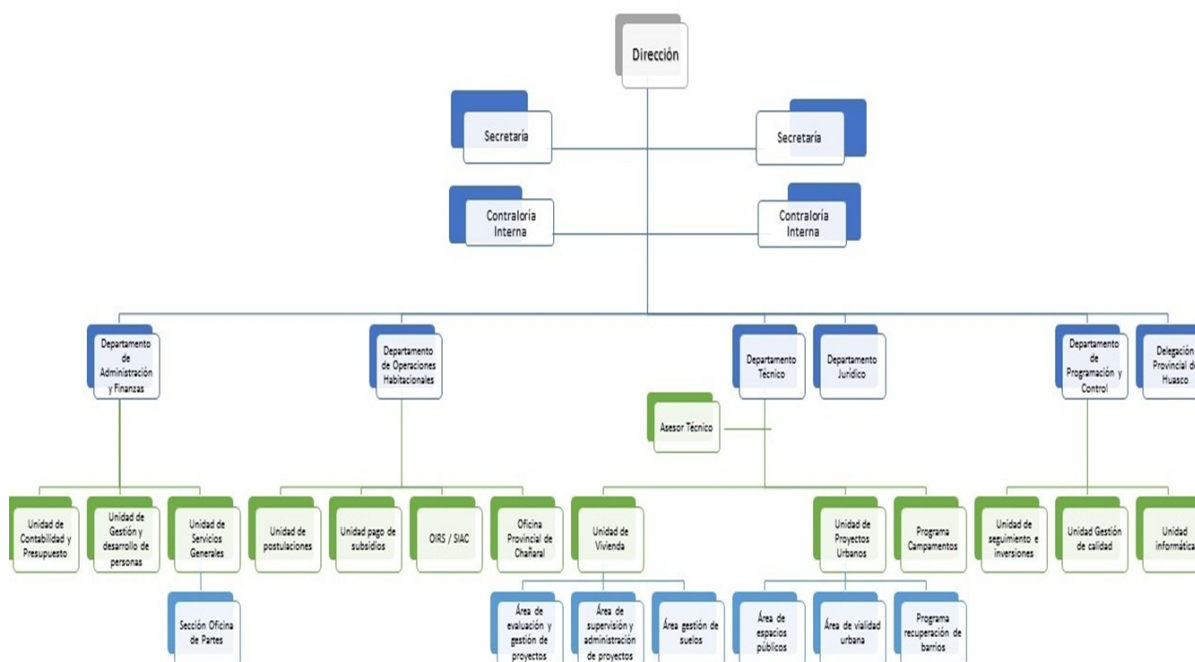 Dirección
Secretaría
Secretaría
Contraloría
Interna
Contraloría
Interna
Departamento
de
Administración
y Finanzas
Departamento
de Operaciones
Habitacionales
Departamento
Técnico
Departamento
Jurídico
Departamento
de
Programación y
Control
Delegación
Provincial de
Huasco
Asesor Técnico
Unidad de
Contabilidad y
Presupuesto
Unidad de
Gestión y
desarrollo de
personas
Unidad de
Servicios
Generales
Unidad de
postulaciones
Unidad pago de
subsidios
OIRS / SIAC
Oficina
Provincial de
Chañaral
Unidad de
Vivienda
Unidad de
Proyectos
Urbanos
Programa
Campamentos
Unidad de
seguimiento e
inversiones
Unidad Gestión
de calidad
Unidad
informática
Sección Oficina
de Partes
Área de
evaluación y
gestión de
proyectos
Área de
supervisión y
administración
de proyectos
Área gestión de
suelos
Área de
espacios
públicos
Área de vialidad
urbana
Programa
recuperación de
barrios